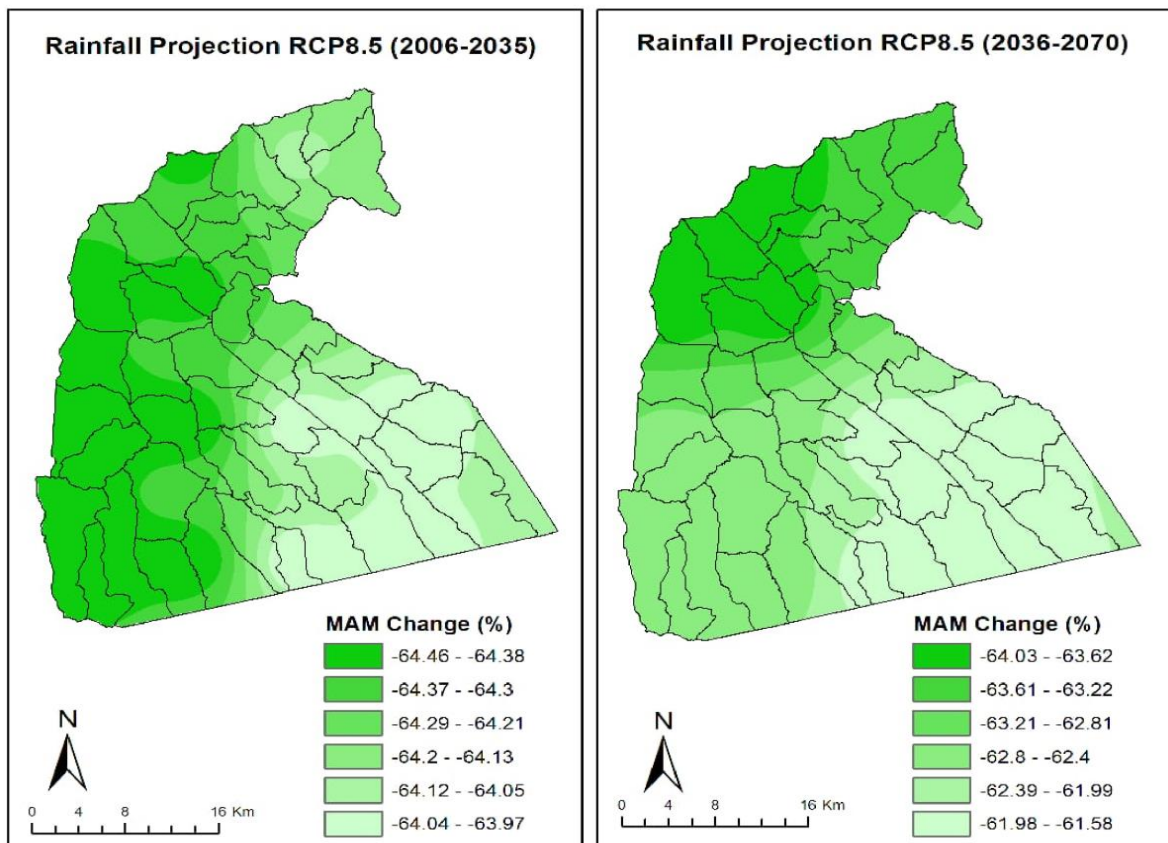 Rainfall Projection RCP8.5 (2006-2035)
MAM Change (%)
-64.46 - -64.38
-64.37 - -64.3
-64.29 - -64.21
-64.2 - -64.13
-64.12 - -64.05
-64.04 - -63.97
N
0 4 8 16 Km
Rainfall Projection RCP8.5 (2036-2070)
MAM Change (%)
-64.03 - -63.62
-63.61 - -63.22
-63.21 - -62.81
-62.8 - -62.4
-62.39 - -61.99
-61.98 - -61.58
N
0 4 8 16 Km